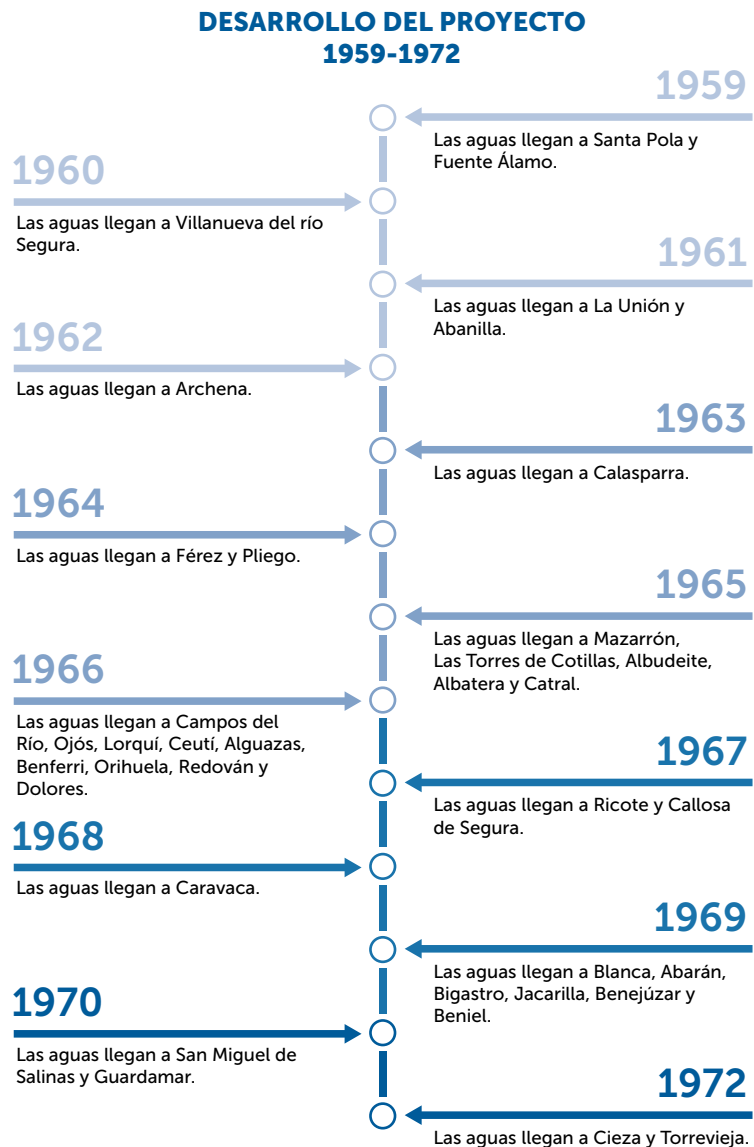 DESARROLLO DEL PROYECTO
1959-1972
1959
Las aguas llegan a Santa Pola y
Fuente Álamo.
1960
Las aguas llegan a Villanueva del río
Segura.
1961
Las aguas llegan a La Unión y
Abanilla.
1962
Las aguas llegan a Archena.
1963
Las aguas llegan a Calasparra.
1964
Las aguas llegan a Férez y Pliego.
1965
Las aguas llegan a Mazarrón,
Las Torres de Cotillas, Albudeite,
Albatera y Catral.
1966
Las aguas llegan a Campos del
Río, Ojós, Lorquí, Ceutí, Alguazas,
Benferri, Orihuela, Redován y
Dolores.
1967
Las aguas llegan a Ricote y Callosa
de Segura.
1968
Las aguas llegan a Caravaca.
1969
Las aguas llegan a Blanca, Abarán,
Bigastro, Jacarilla, Benejúzar y
Beniel.
1970
Las aguas llegan a San Miguel de
Salinas y Guardamar.
1972
Las aguas llegan a Cieza y Torrevieja.